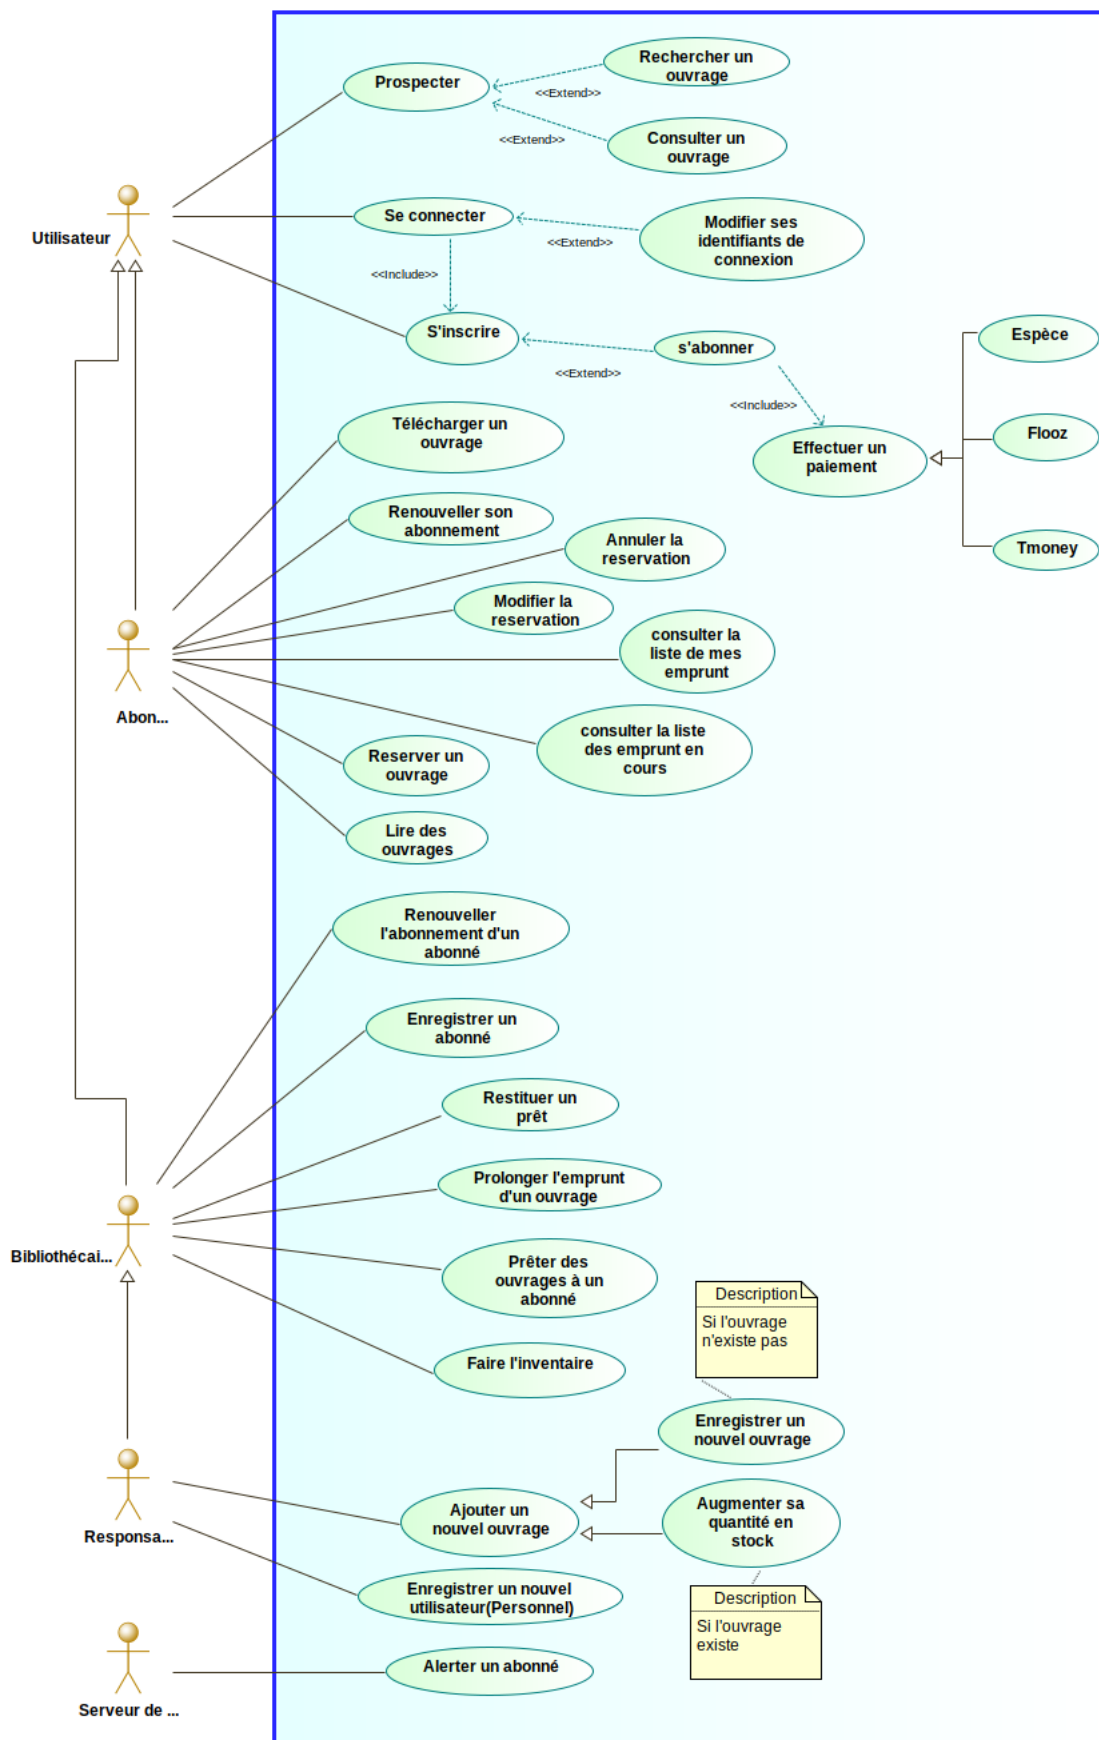 Prospecter
Rechercher un
ouvrage
<<Extend>>
<<Extend>>
Consulter un
ouvrage
Utilisateur
Se connecter
<<Extend>>
Modifier ses
identifiants de
connexion
<<Include>>
S'inscrire
<<Extend>>
s'abonner
<<Include>>
Effectuer un
paiement
Espèce
Flooz
Tmoney
Télécharger un
ouvrage
Renouveller son
abonnement
Annuler la
reservation
Modifier la
reservation
consulter la
liste de mes
emprunt
Abon...
consulter la liste
des emprunt en
cours
Reserver un
ouvrage
Lire des
ouvrages
Renouveller
l'abonnement d'un
abonné
Enregistrer un
abonné
Restituer un
prêt
Prolonger l'emprunt
d'un ouvrage
Bibliothécai...
Prêter des
ouvrages à un
abonné
Faire l'inventaire
Description
Si l'ouvrage
n'existe pas
Enregistrer un
nouvel ouvrage
Responsa...
Ajouter un
nouvel ouvrage
Augmenter sa
quantité en
stock
Enregistrer un nouvel
utilisateur(Personnel)
Description
Si l'ouvrage
existe
Serveur de ...
Alerter un abonné